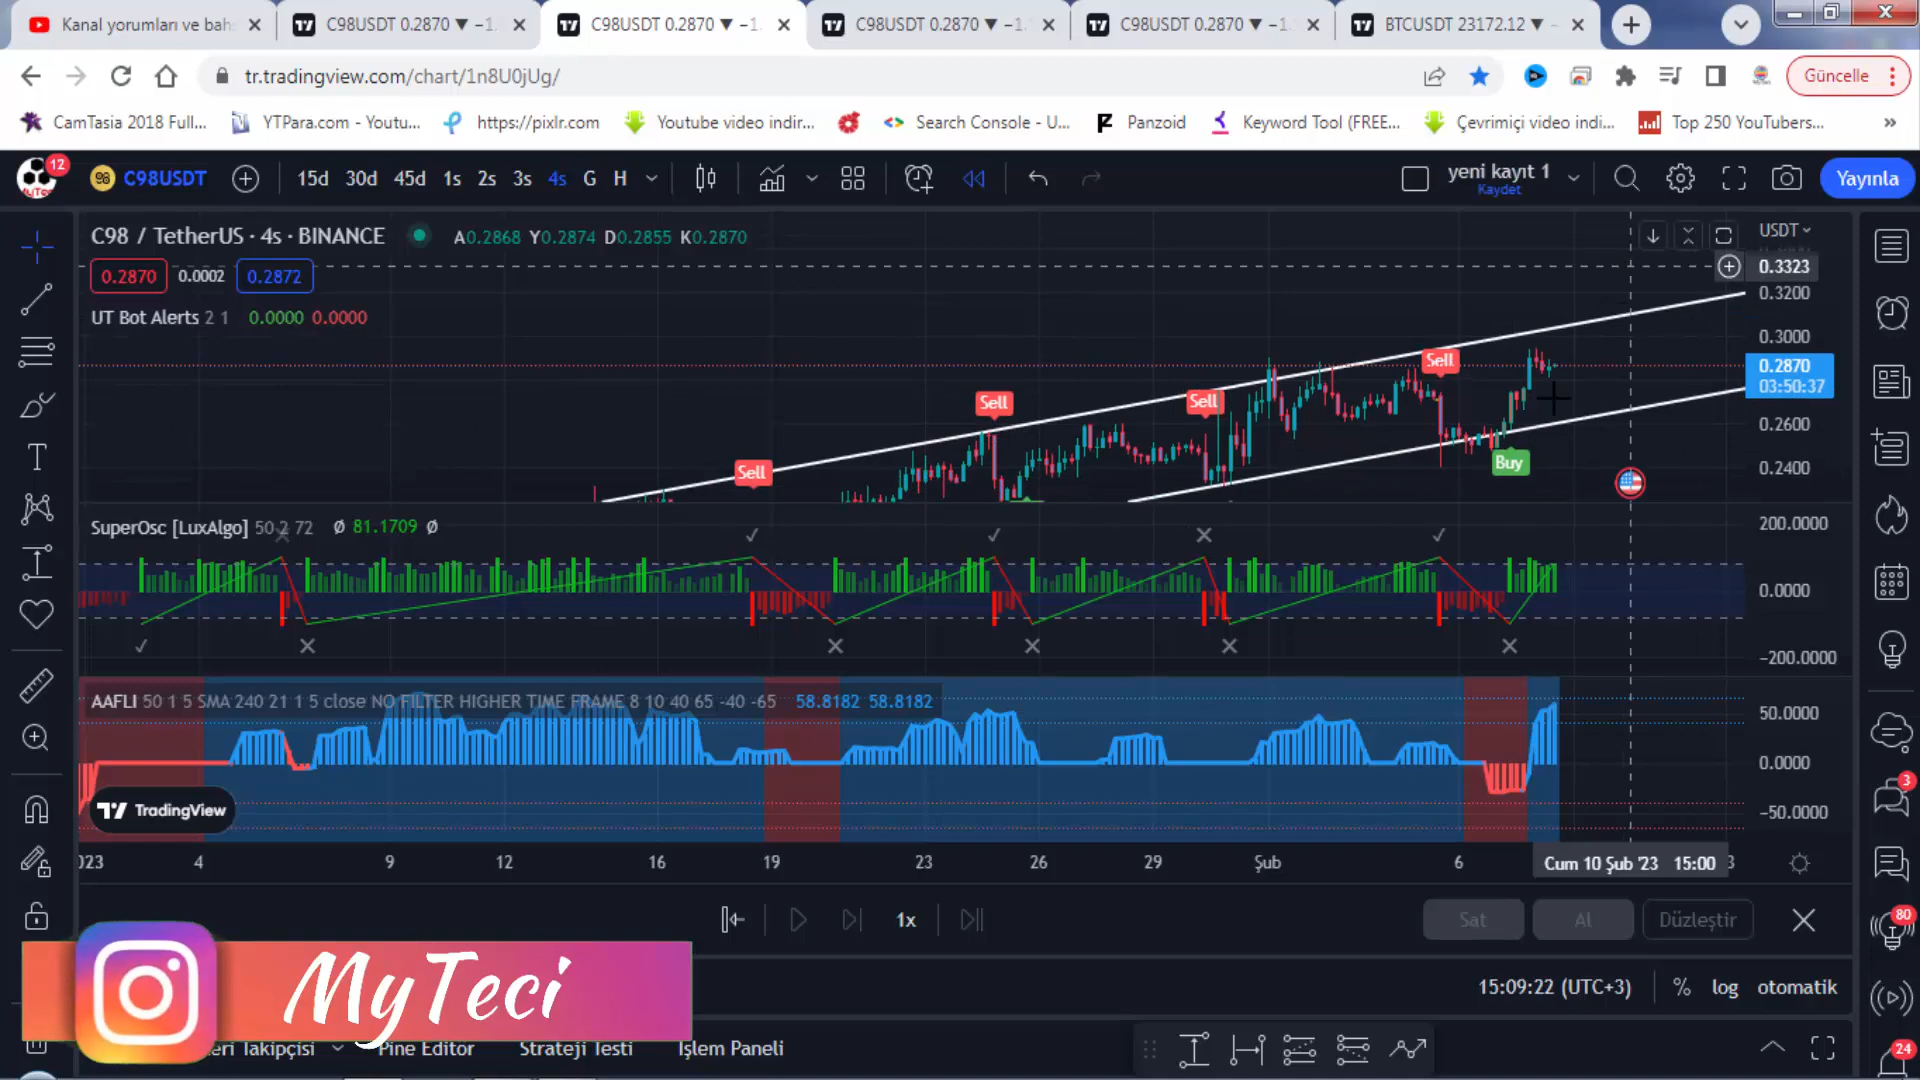 Kanal yorumları ve bah
C98USDT 0.2870 ▼ −1.
C98USDT 0.2870 ▼ −1.
C98USDT 0.2870 ▼ −1.
C98USDT 0.2870 ▼ −1.
BTCUSDT 23172.12 ▼ −
tr.tradingview.com/chart/1n8U0jUg/
Güncelle
CamTasia 2018 Full...
YTPara.com - Youtu...
https://pixlr.com
Youtube video indir...
Search Console - U...
Panzoid
Keyword Tool (FREE...
Çevrimiçi video indi...
Top 250 YouTubers...
»
12
MyTec
98 C98USDT
15d 30d 45d 1s 2s 3s 4s G H
yeni kayıt 1
Kaydet
Yayınla
C98 / TetherUS · 4s · BINANCE
A0.2868 Y0.2874 D0.2855 K0.2870
USDT
0.2870 0.0002 0.2872
0.3323
0.3200
UT Bot Alerts 2 1 0.0000 0.0000
0.3000
0.2870
03:50:37
0.2600
0.2400
Sell
Sell
Sell
Sell
Buy
SuperOsc [LuxAlgo] 50 2 72 Ø 81.1709 Ø
200.0000
0.0000
−200.0000
AAFLI 50 1 5 SMA 240 21 1 1 5 close NO FILTER HIGHER TIME FRAME 8 10 40 65 -40 -65 58.8182 58.8182
50.0000
0.0000
−50.0000
TradingView
023 4 9 12 16 19 23 26 29 Şub 6 Cum 10 Şub '23 15:00 3
1x
Sat
Al
Düzleştir
MyTeci
15:09:22 (UTC+3)
%
log
otomatik
eri Takipçisi
Pine Editor
Strateji Testi
İşlem Paneli
3
80
24